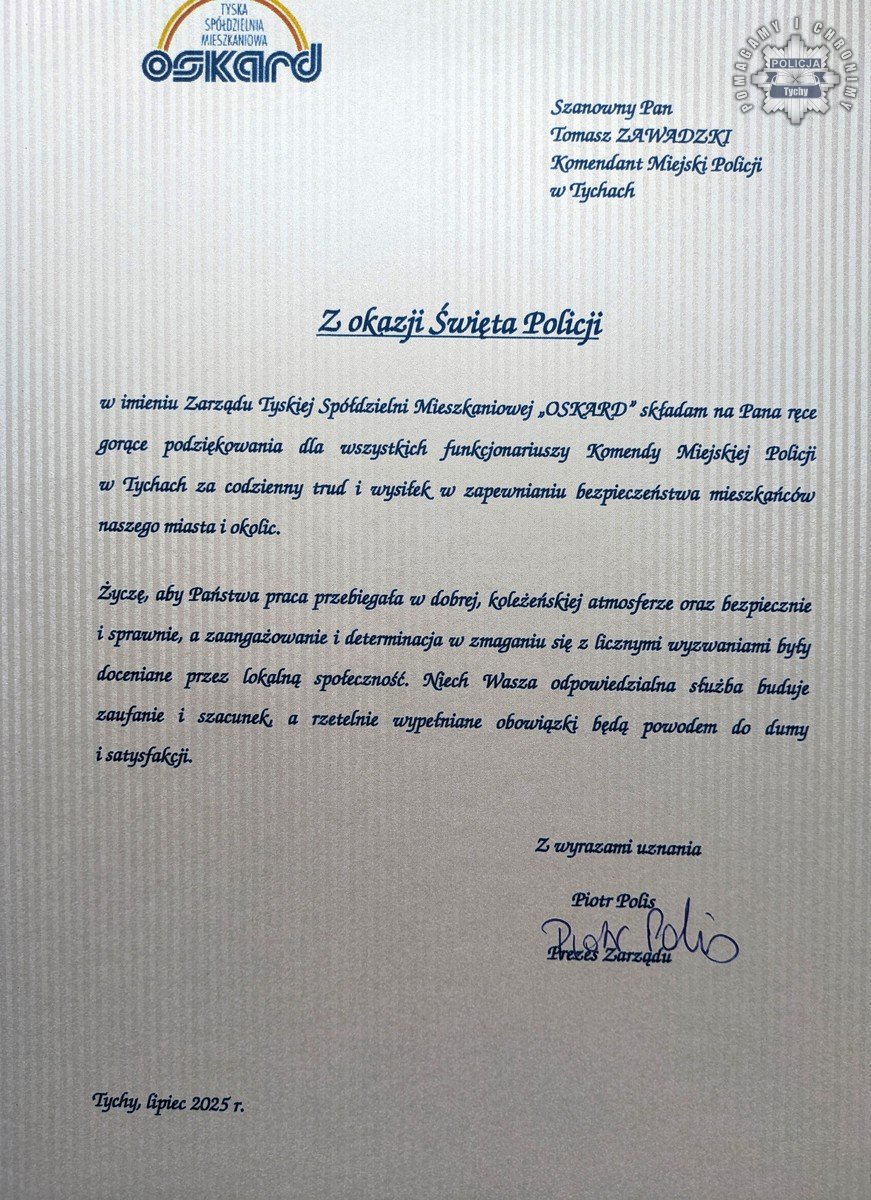 TYSKA
SPÓŁDZIELNIA
MIESZKANIOWA
OSKARD
POMAGAMY I CHRONIMY
POLICJA
Tychy
Szanowny Pan
Tomasz ZAWADZKI
Komendant Miejski Policji
w Tychach
Z okazji Święta Policji
w imieniu Zarządu Tyskiej Spółdzielni Mieszkaniowej „OSKARD” składam na Pana ręce
gorące podziękowania dla wszystkich funkcjonariuszy Komendy Miejskiej Policji
w Tychach za codzienny trud i wysiłek w zapewnianiu bezpieczeństwa mieszkańców
naszego miasta i okolic.
Życzę, aby Państwa praca przebiegała w dobrej, koleżeńskiej atmosferze oraz bezpiecznie
i sprawnie, a zaangażowanie i determinacja w zmaganiu się z licznymi wyzwaniami były
doceniane przez lokalną społeczność. Niech Wasza odpowiedzialna służba buduje
zaufanie i szacunek, a rzetelnie wypełniane obowiązki będą powodem do dumy
i satysfakcji.
Z wyrazami uznania
Piotr Polis
Piotr Polis
Prezes Zarządu
Tychy, lipiec 2025 r.